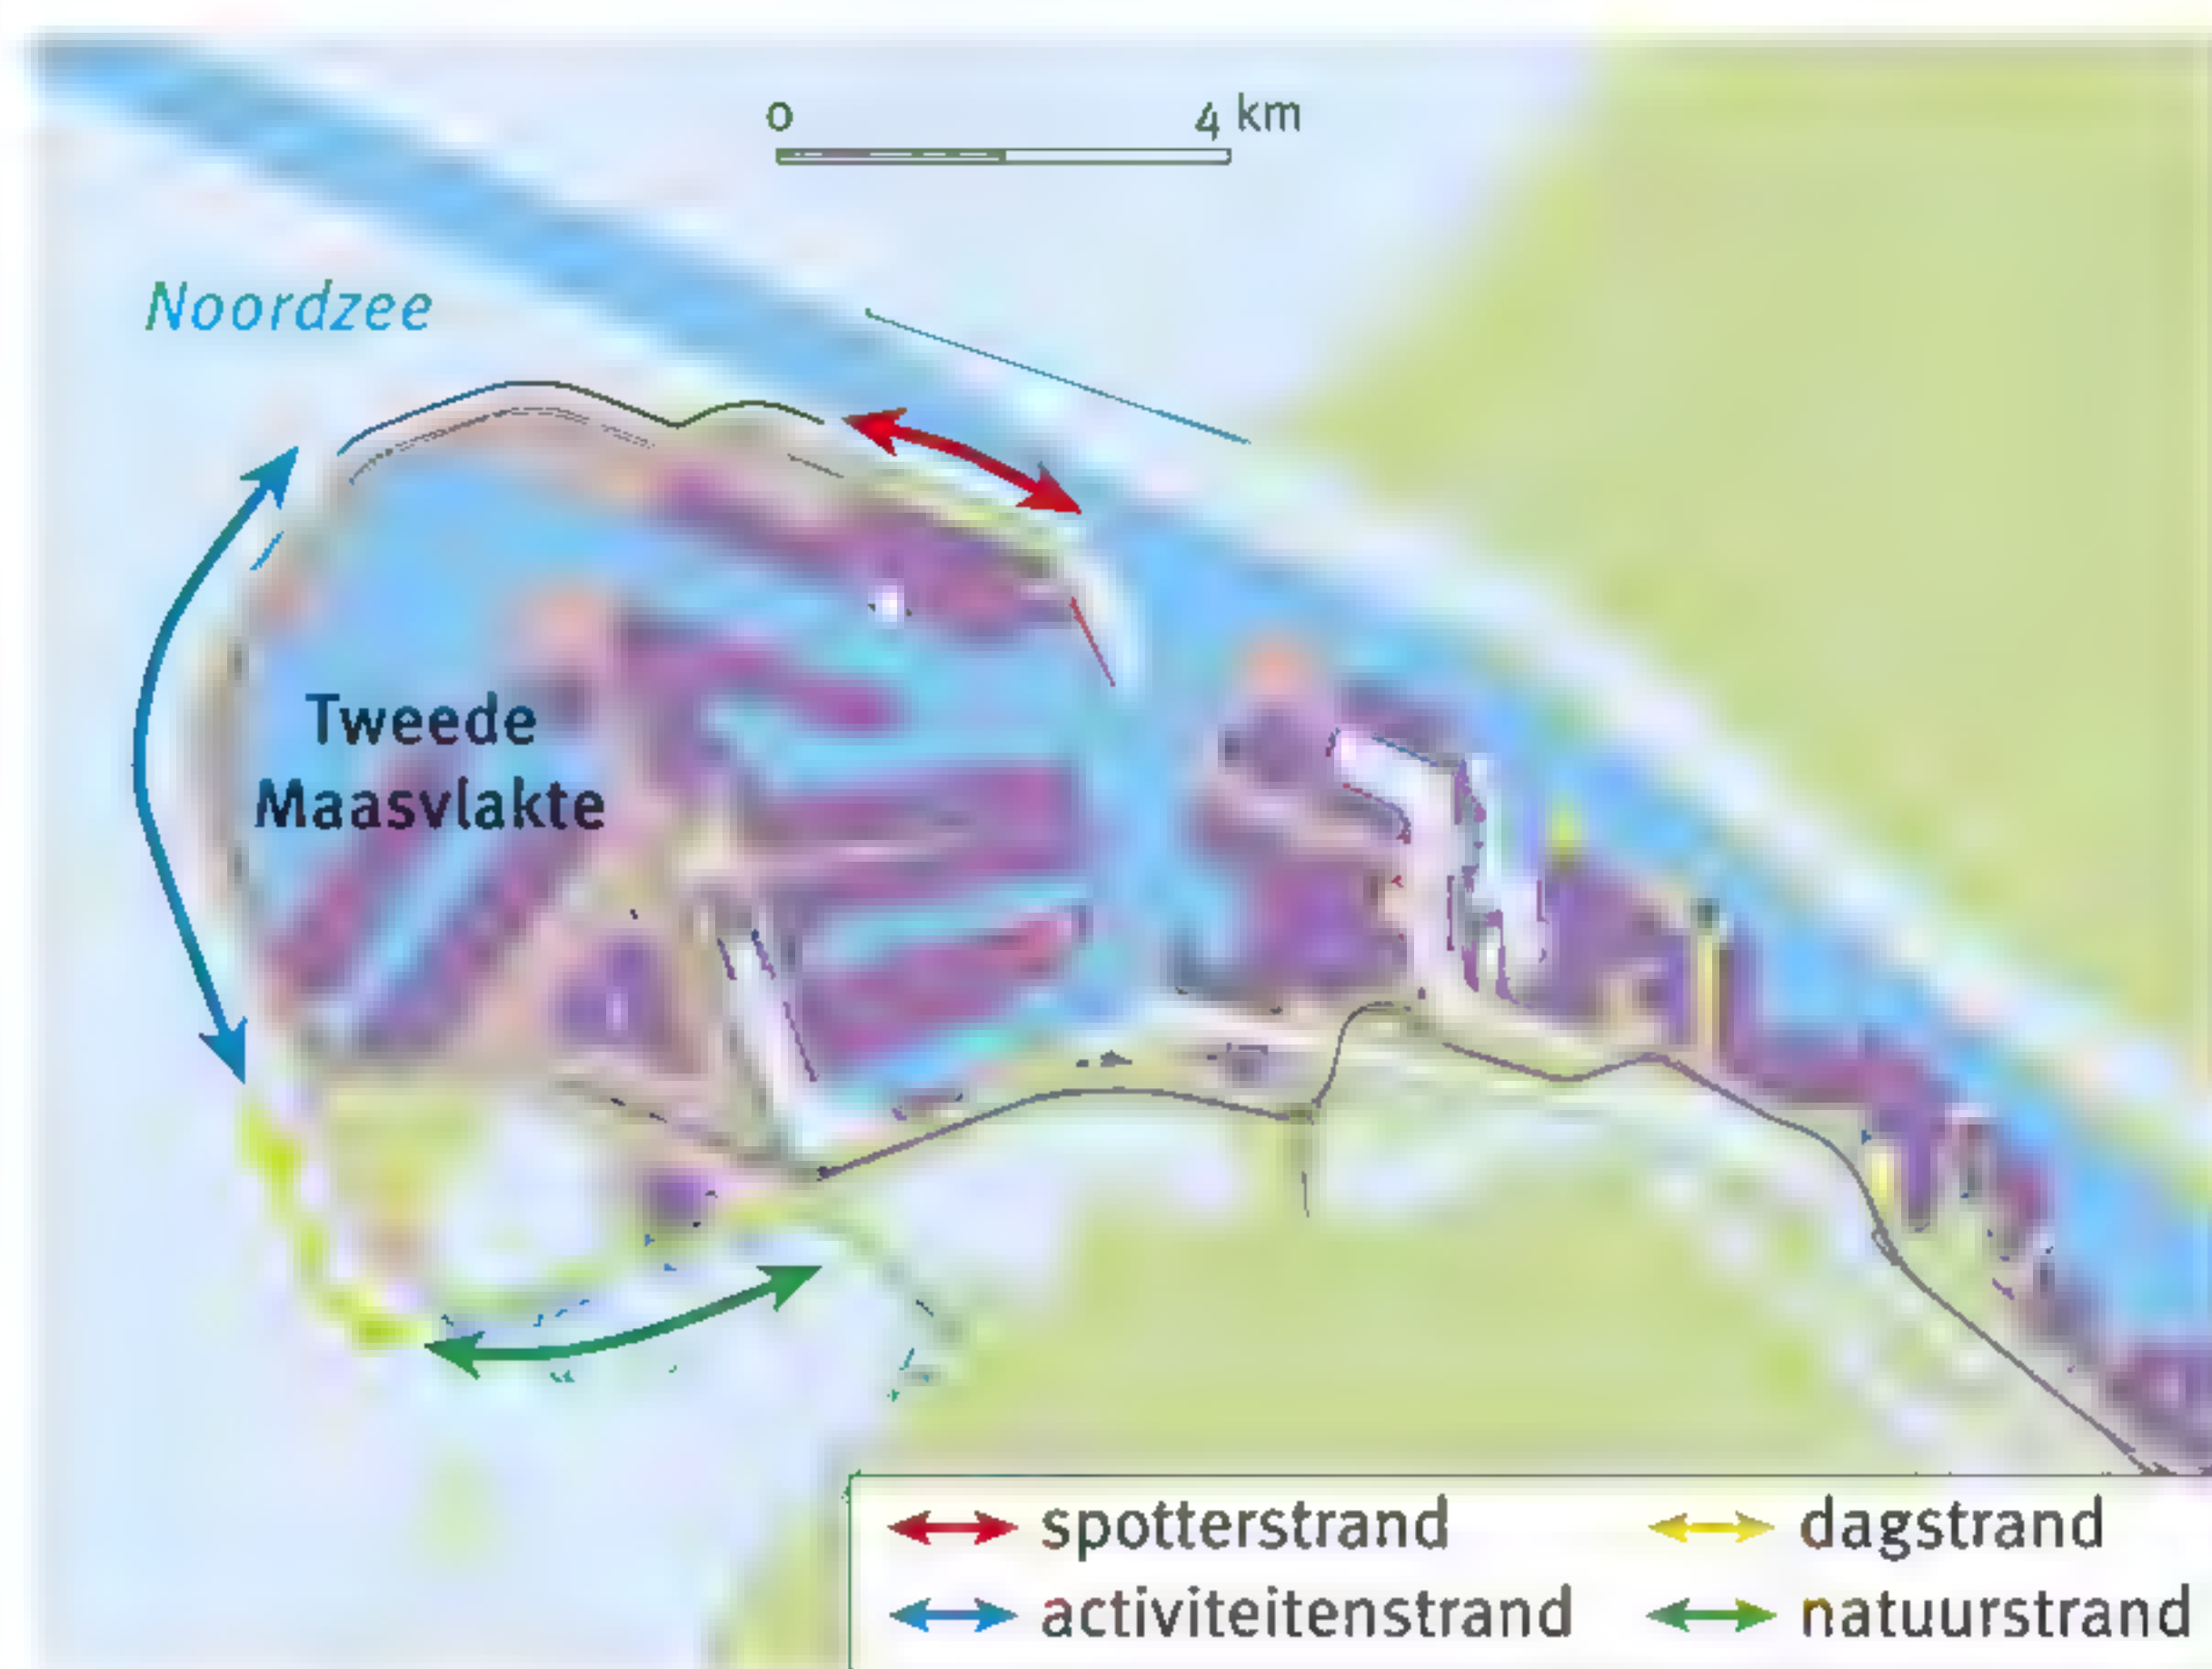 0 4 km
Noordzee
Tweede
Maasvlakte
spotterstrand
dagstrand
activiteitenstrand
natuurstrand